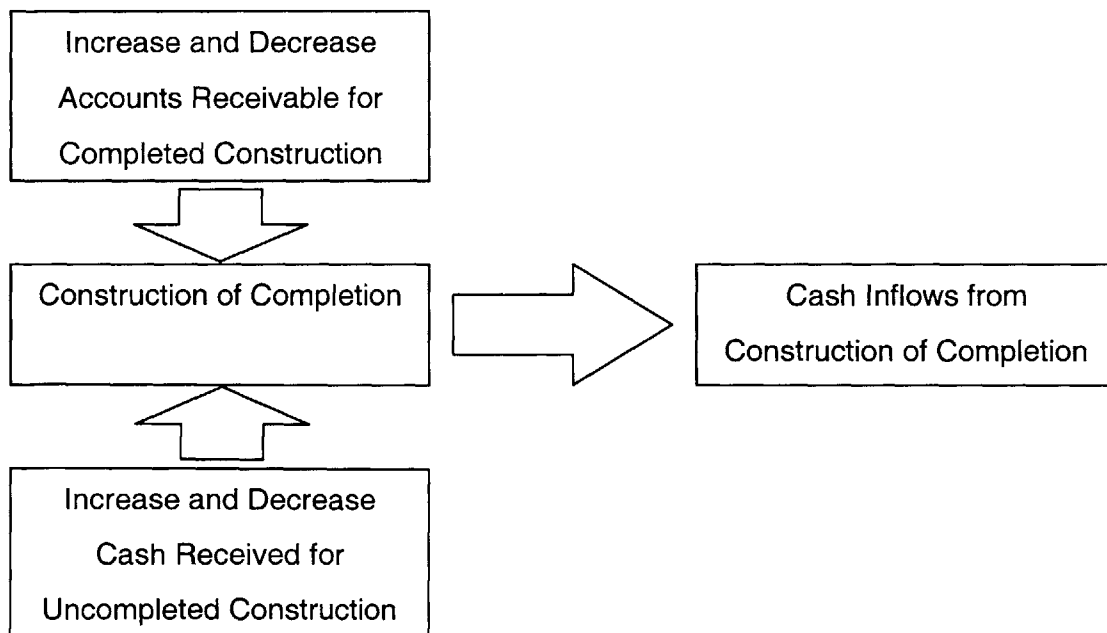 Increase and Decrease
Accounts Receivable for
Completed Construction
Construction of Completion
Cash Inflows from
Construction of Completion
Increase and Decrease
Cash Received for
Uncompleted Construction